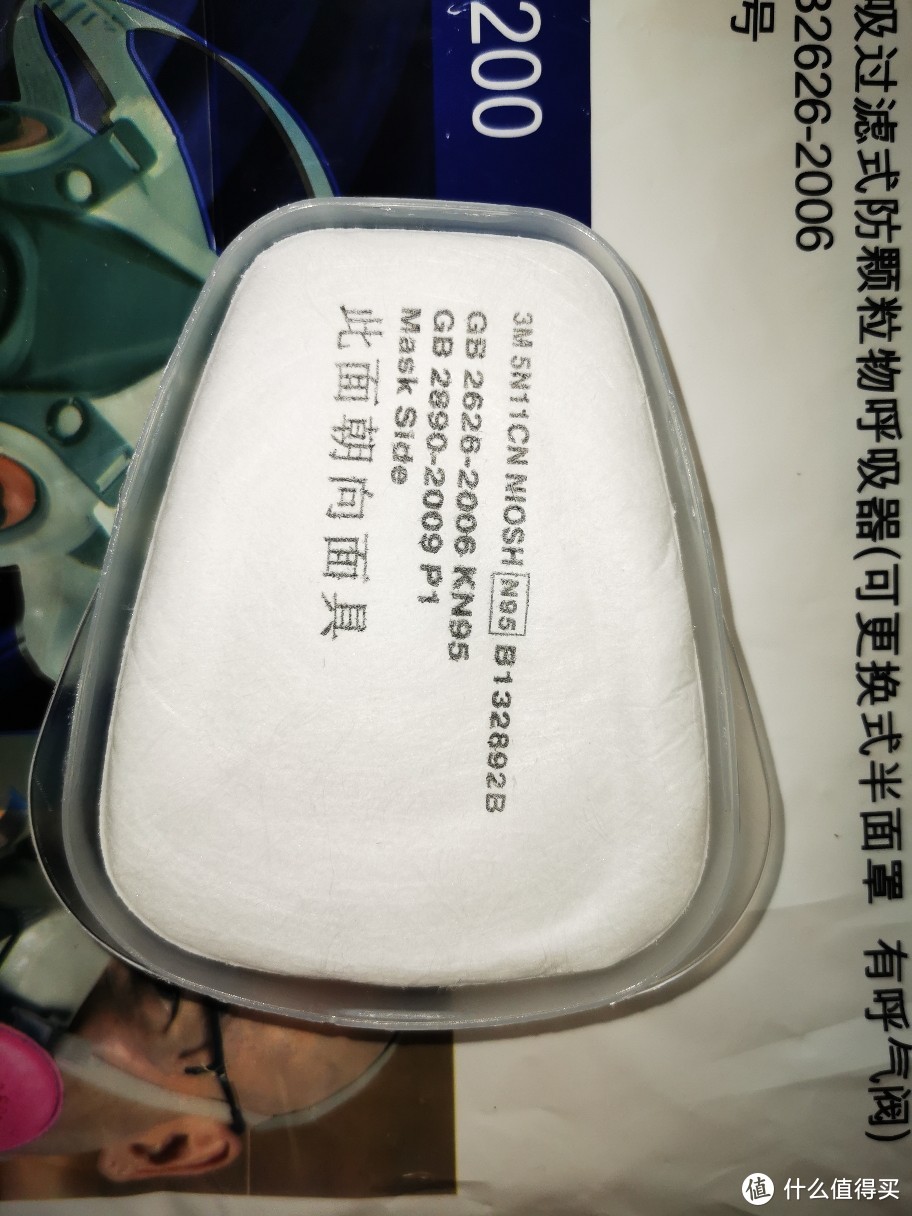 200
吸过滤式防颗粒物呼吸器(可更换式半面罩 有呼气阀)
32626-2006
号
3M 5N11CN NIOSH N95 B132892B
GB 2626-2006 KN95
GB 2890-2009 P1
Mask Side
此面朝向面具
值 什么值得买